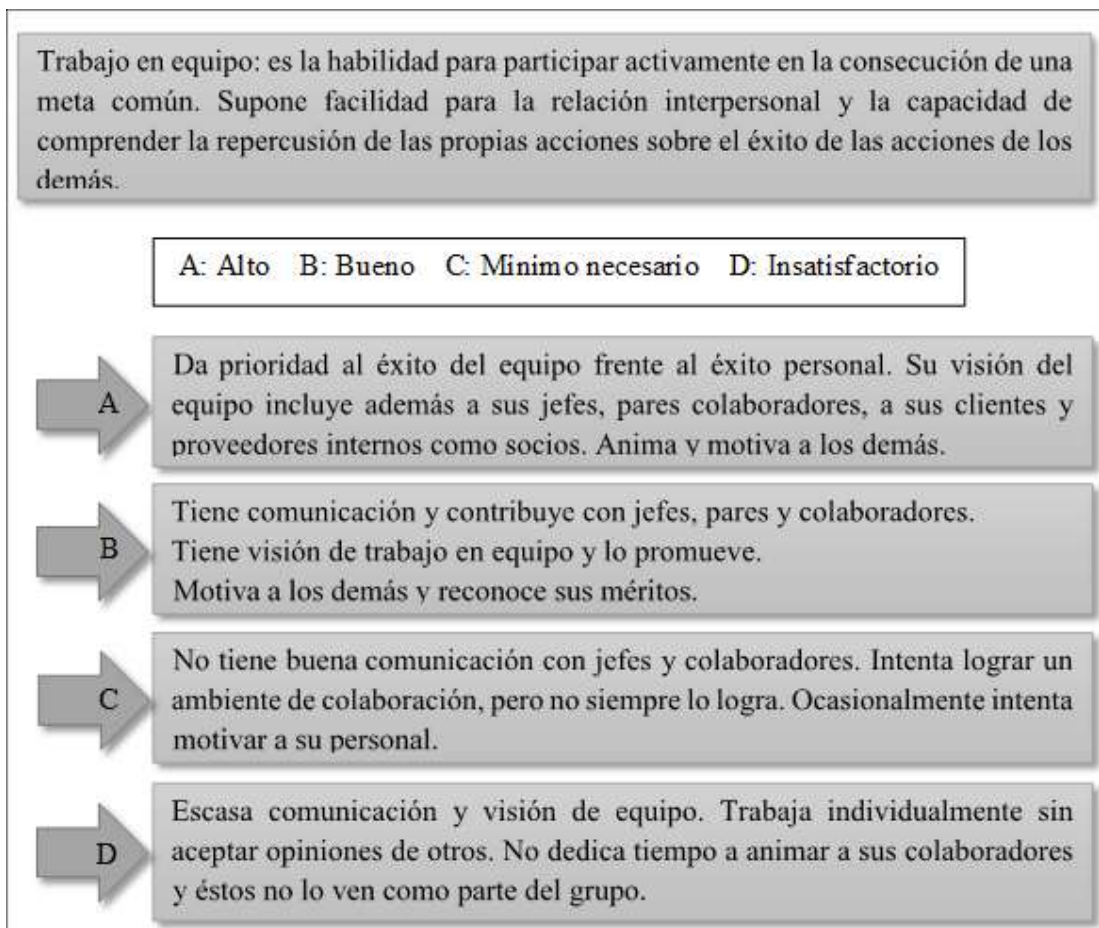 Trabajo en equipo: es la habilidad para participar activamente en la consecución de una
meta común. Supone facilidad para la relación interpersonal y la capacidad de
comprender la repercusión de las propias acciones sobre el éxito de las acciones de los
demás.
A: Alto B: Bueno C: Mínimo necesario D: Insatisfactorio
A
Da prioridad al éxito del equipo frente al éxito personal. Su visión del
equipo incluye además a sus jefes, pares colaboradores, a sus clientes y
proveedores internos como socios. Anima y motiva a los demás.
B
Tiene comunicación y contribuye con jefes, pares y colaboradores.
Tiene visión de trabajo en equipo y lo promueve.
Motiva a los demás y reconoce sus méritos.
C
No tiene buena comunicación con jefes y colaboradores. Intenta lograr un
ambiente de colaboración, pero no siempre lo logra. Ocasionalmente intenta
motivar a su personal.
D
Escasa comunicación y visión de equipo. Trabaja individualmente sin
aceptar opiniones de otros. No dedica tiempo a animar a sus colaboradores
y éstos no lo ven como parte del grupo.